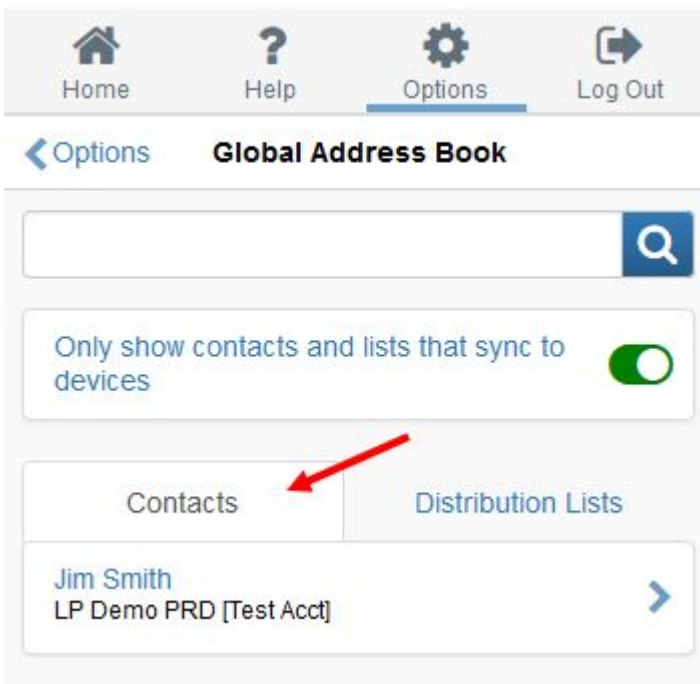 Home Help Options Log Out
Options Global Address Book
Only show contacts and lists that sync to
devices
Contacts Distribution Lists
Jim Smith
LP Demo PRD [Test Acct]